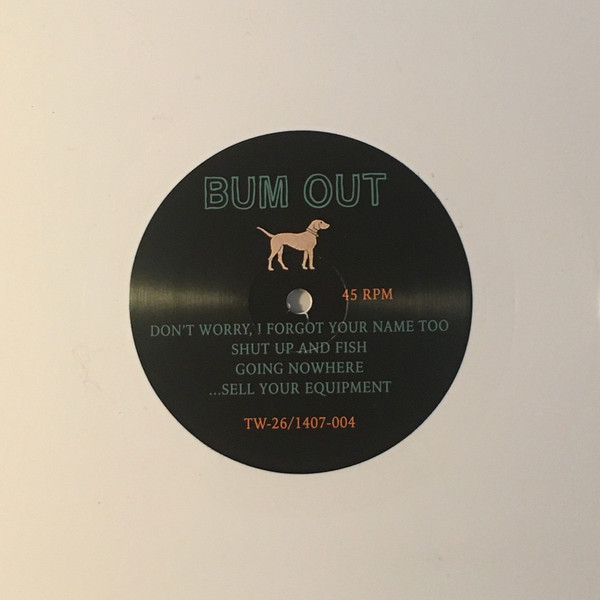 BUM OUT
45 RPM
DON'T WORRY, I FORGOT YOUR NAME TOO
SHUT UP AND FISH
GOING NOWHERE
...SELL YOUR EQUIPMENT
TW-26/1407-004